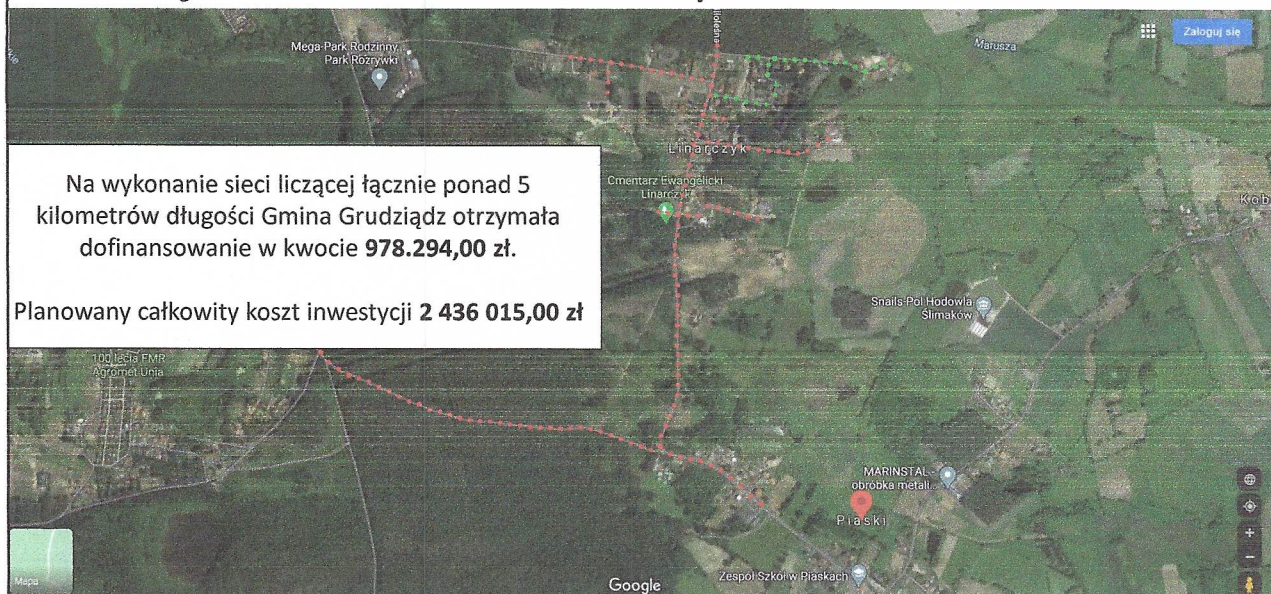 Mega-Park Rodzinny
Park Rozrywki
Marusza
Zaloguj się
Linarczyk
Cmentarz Ewangelicki
Linarczyk
Na wykonanie sieci liczącej łącznie ponad 5
kilometrów długości Gmina Grudziądz otrzymała
dofinansowanie w kwocie 978.294,00 zł.
Planowany całkowity koszt inwestycji 2 436 015,00 zł
Kob
Snails-Pol Hodowla
Ślimaków
100 lecia FMR
Agromet Unia
MARINSTAL -
obróbka metali...
Piaski
Mapa
Google
Zespół Szkół w Piaskach